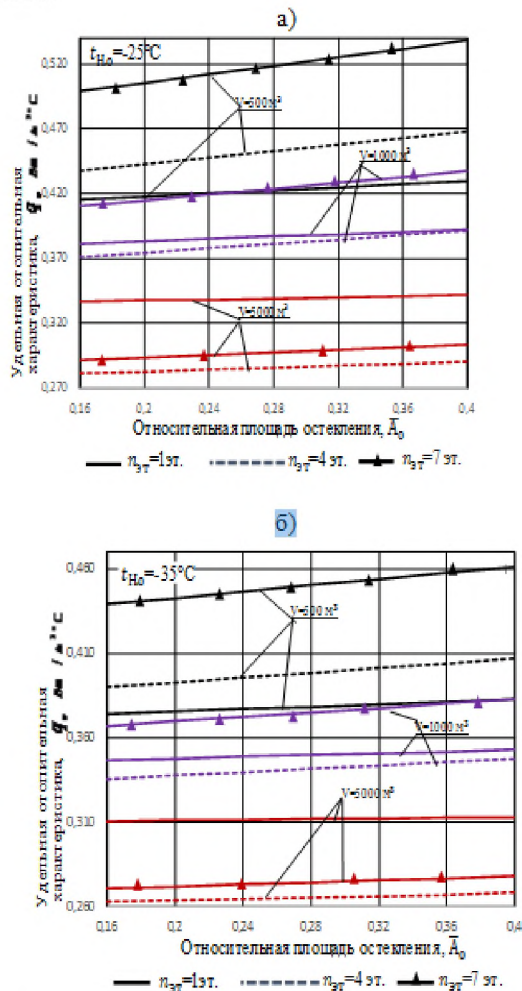 а)
tНо=-25°С
Удельная отопительная
характеристика,
0,520
0,470
0,420
0,370
0,320
0,270
V=500 м³
V=1000 м³
V=5000 м³
0,16 0,2 0,24 0,28 0,32 0,36 0,4
Относительная площадь остекления, Ā₀
nэт=1эт. nэт=4 эт. nэт=7 эт.
б)
tНо=-35°С
Удельная отопительная
характеристика,
0,460
0,410
0,360
0,310
0,260
V=500 м³
V=1000 м³
V=5000 м³
0,16 0,2 0,24 0,28 0,32 0,36 0,4
Относительная площадь остекления, Ā₀
nэт=1эт. nэт=4 эт. nэт=7 эт.